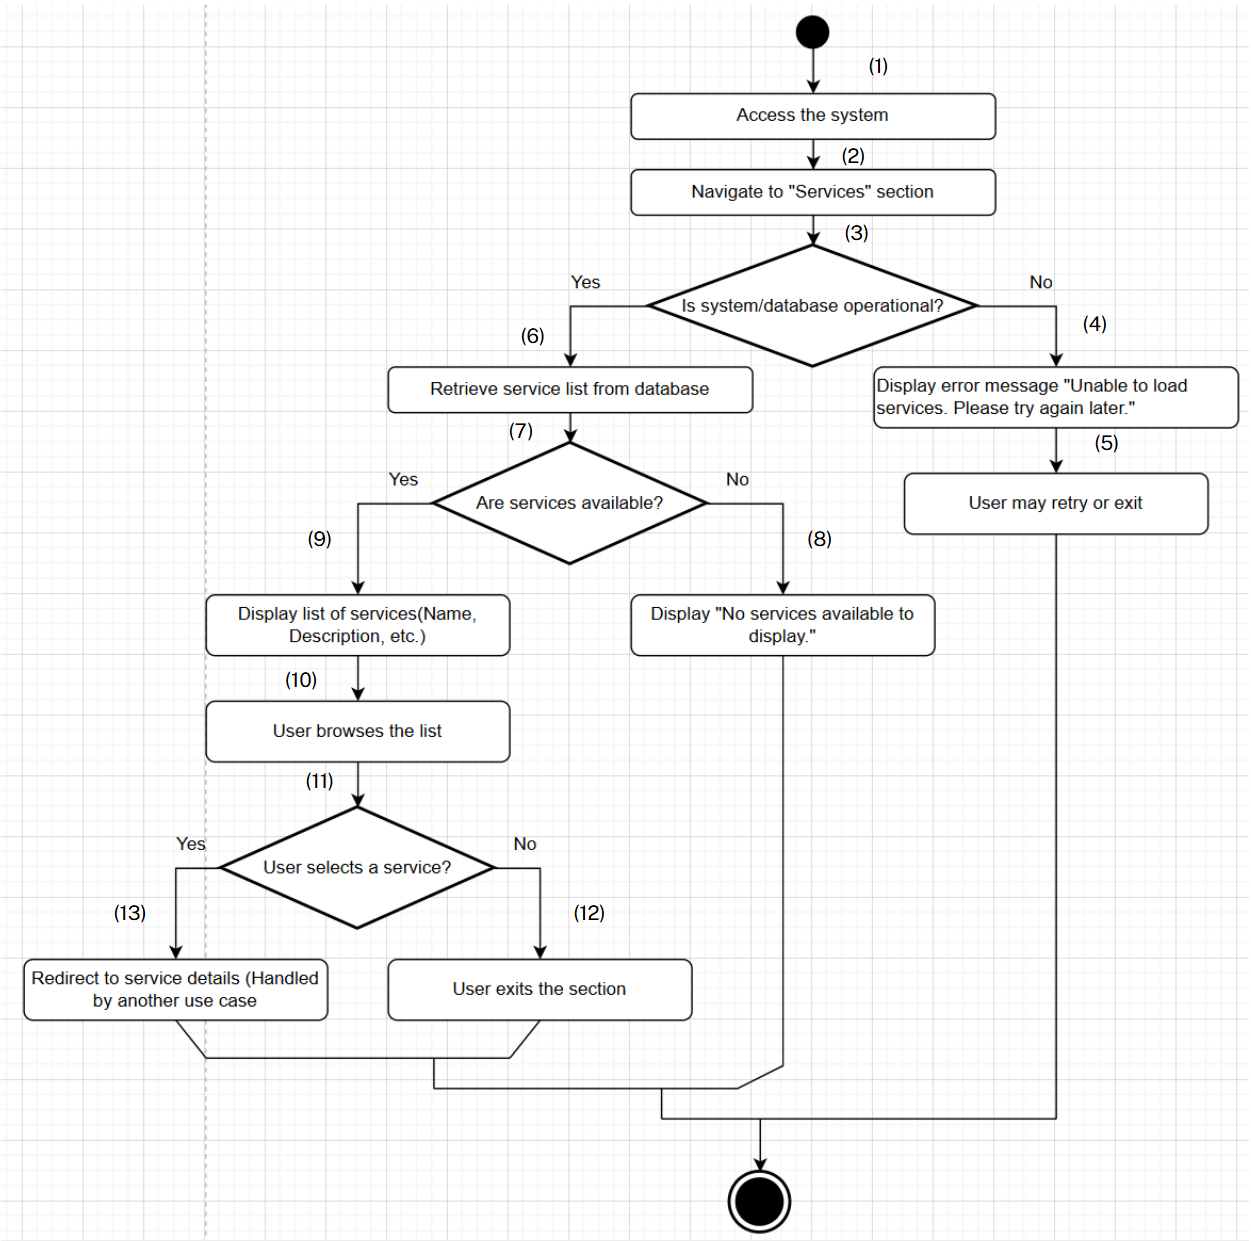 (1)
Access the system
(2)
Navigate to "Services" section
(3)
Yes
No
Is system/database operational?
(6)
(4)
Retrieve service list from database
Display error message "Unable to load
services. Please try again later."
(7)
(5)
Yes
No
Are services available?
User may retry or exit
(9)
(8)
Display list of services(Name,
Description, etc.)
Display "No services available to
display."
(10)
User browses the list
(11)
Yes
No
User selects a service?
(13)
(12)
Redirect to service details (Handled
by another use case
User exits the section